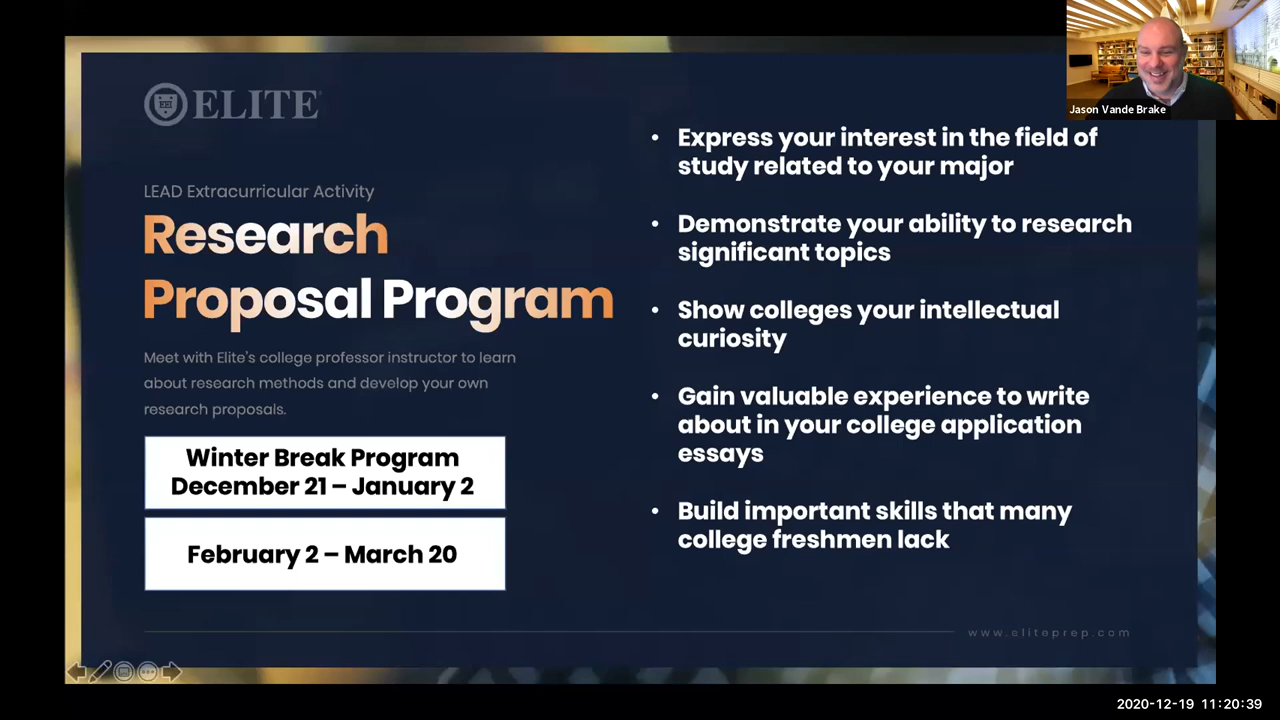 Jason Vande Brake
EEI
ELITE
LEAD Extracurricular Activity
Research
Proposal Program
Meet with Elite's college professor instructor to learn
about research methods and develop your own
research proposals.
Winter Break Program
December 21 – January 2
February 2 – March 20
• Express your interest in the field of
study related to your major
• Demonstrate your ability to research
significant topics
• Show colleges your intellectual
curiosity
• Gain valuable experience to write
about in your college application
essays
• Build important skills that many
college freshmen lack
www.eliteprep.com
2020-12-19 11:20:39